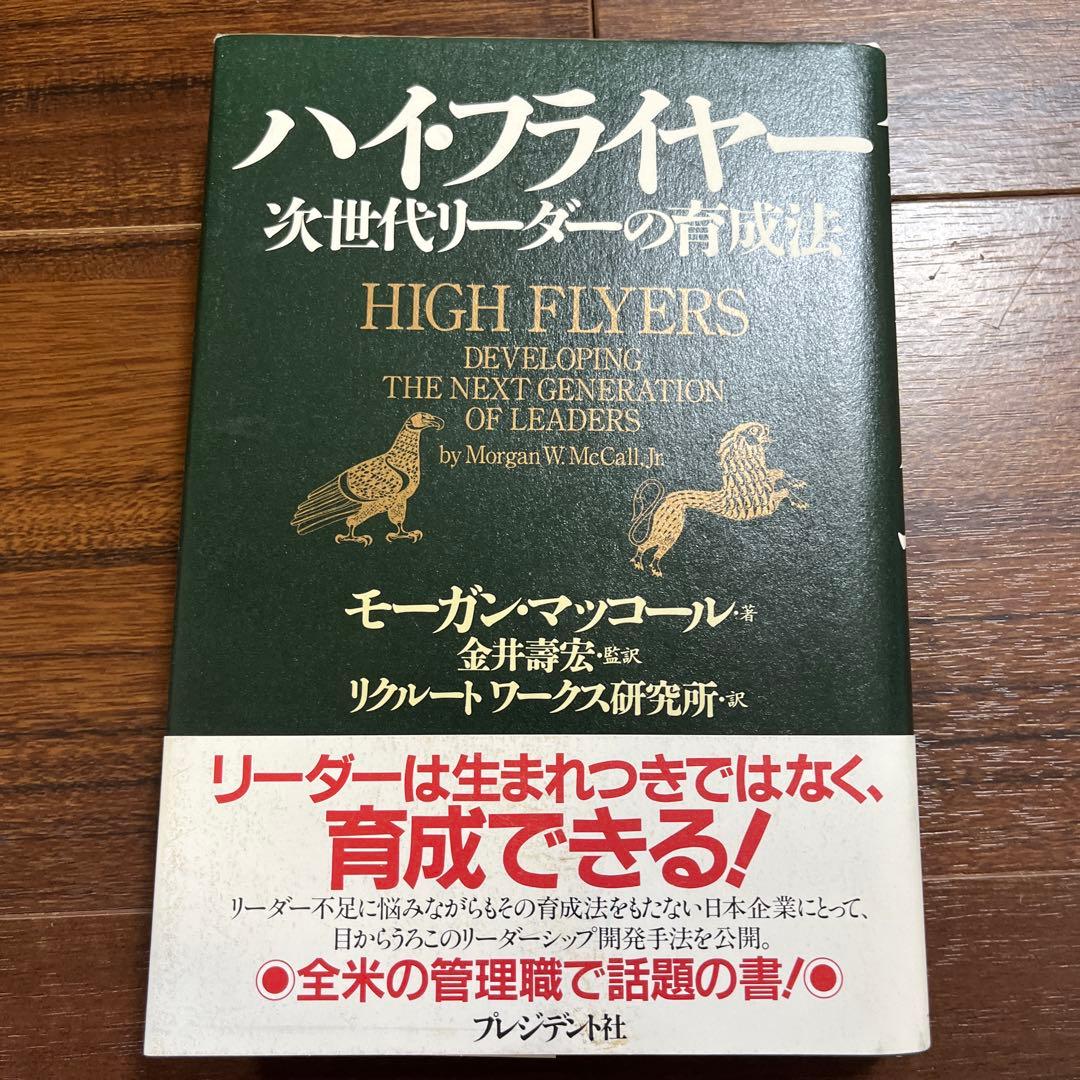 ハイ・フライヤー
次世代リーダーの育成法
HIGH FLYERS
DEVELOPING
THE NEXT GENERATION
OF LEADERS
by Morgan W. McCall, Jr.
モーガン・マッコール・著
金井壽宏・監訳
リクルート ワークス研究所・訳
リーダーは生まれつきではなく、
育成できる!
リーダー不足に悩みながらもその育成法をもたない日本企業にとって、
目からうろこのリーダーシップ開発手法を公開。
◉全米の管理職で話題の書!◉
プレジデント社